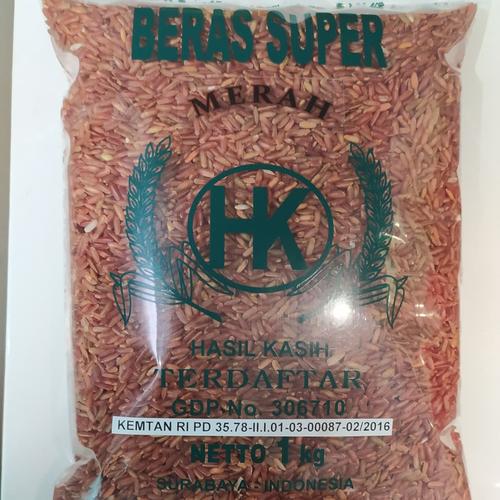 BERAS SUPER
MERAH
HK
HASIL KASIH
TERDAFTAR
GDP No. 306710
KEMTAN RI PD 35.78-II.I.01-03-00087-02/2016
NETTO 1 kg
SURABAYA - INDONESIA